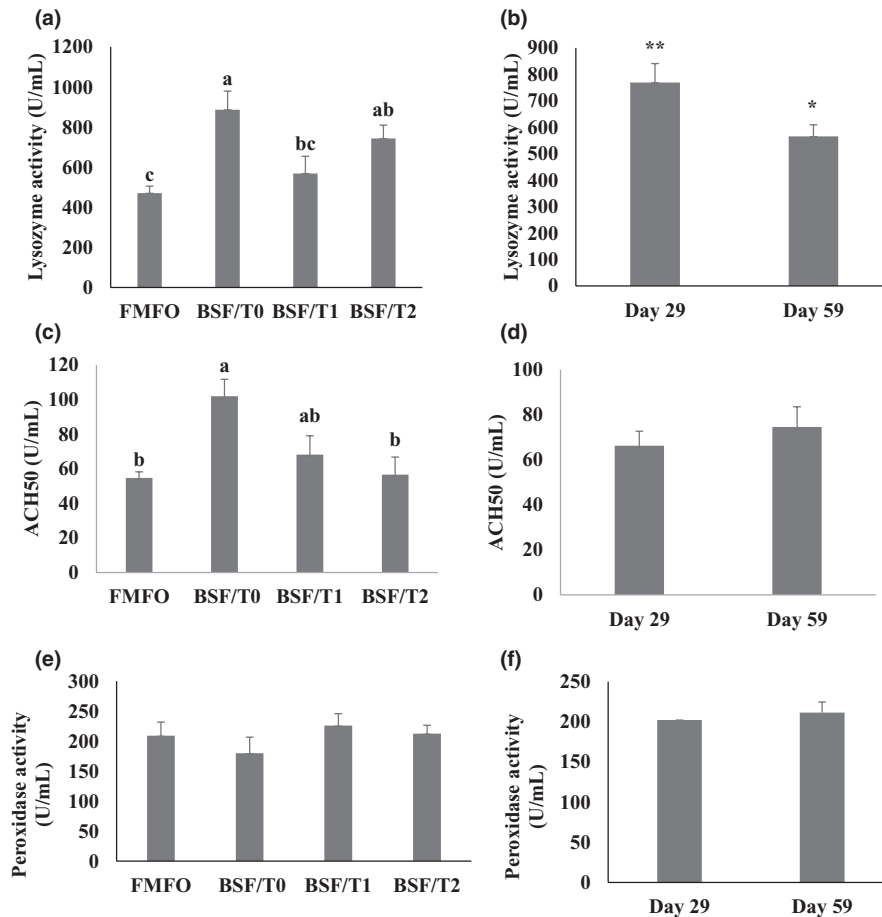 (a)
Lysozyme activity (U/mL)
1200
1000
800
600
400
200
0
c
a
bc
ab
FMFO BSF/T0 BSF/T1 BSF/T2
(b)
Lysozyme activity (U/mL)
900
800
700
600
500
400
300
200
100
0
**
*
Day 29 Day 59
(c)
ACH50 (U/mL)
120
100
80
60
40
20
0
b
a
ab
b
FMFO BSF/T0 BSF/T1 BSF/T2
(d)
ACH50 (U/mL)
100
80
60
40
20
0
Day 29 Day 59
(e)
Peroxidase activity
(U/mL)
300
250
200
150
100
50
0
FMFO BSF/T0 BSF/T1 BSF/T2
(f)
Peroxidase activity
(U/mL)
250
200
150
100
50
0
Day 29 Day 59